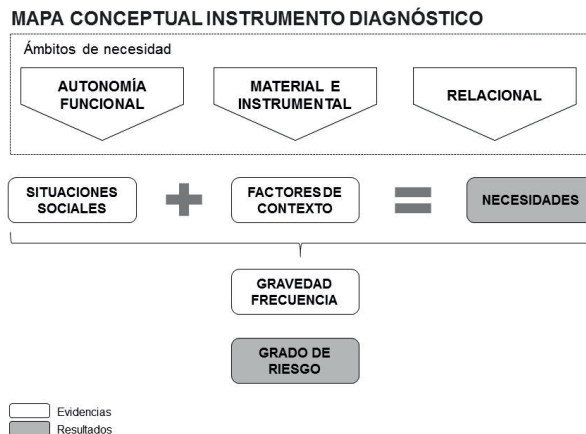 MAPA CONCEPTUAL INSTRUMENTO DIAGNÓSTICO
Ámbitos de necesidad
AUTONOMÍA
FUNCIONAL
MATERIAL E
INSTRUMENTAL
RELACIONAL
SITUACIONES
SOCIALES
FACTORES DE
CONTEXTO
NECESIDADES
GRAVEDAD
FRECUENCIA
GRADO DE
RIESGO
Evidencias
Resultados